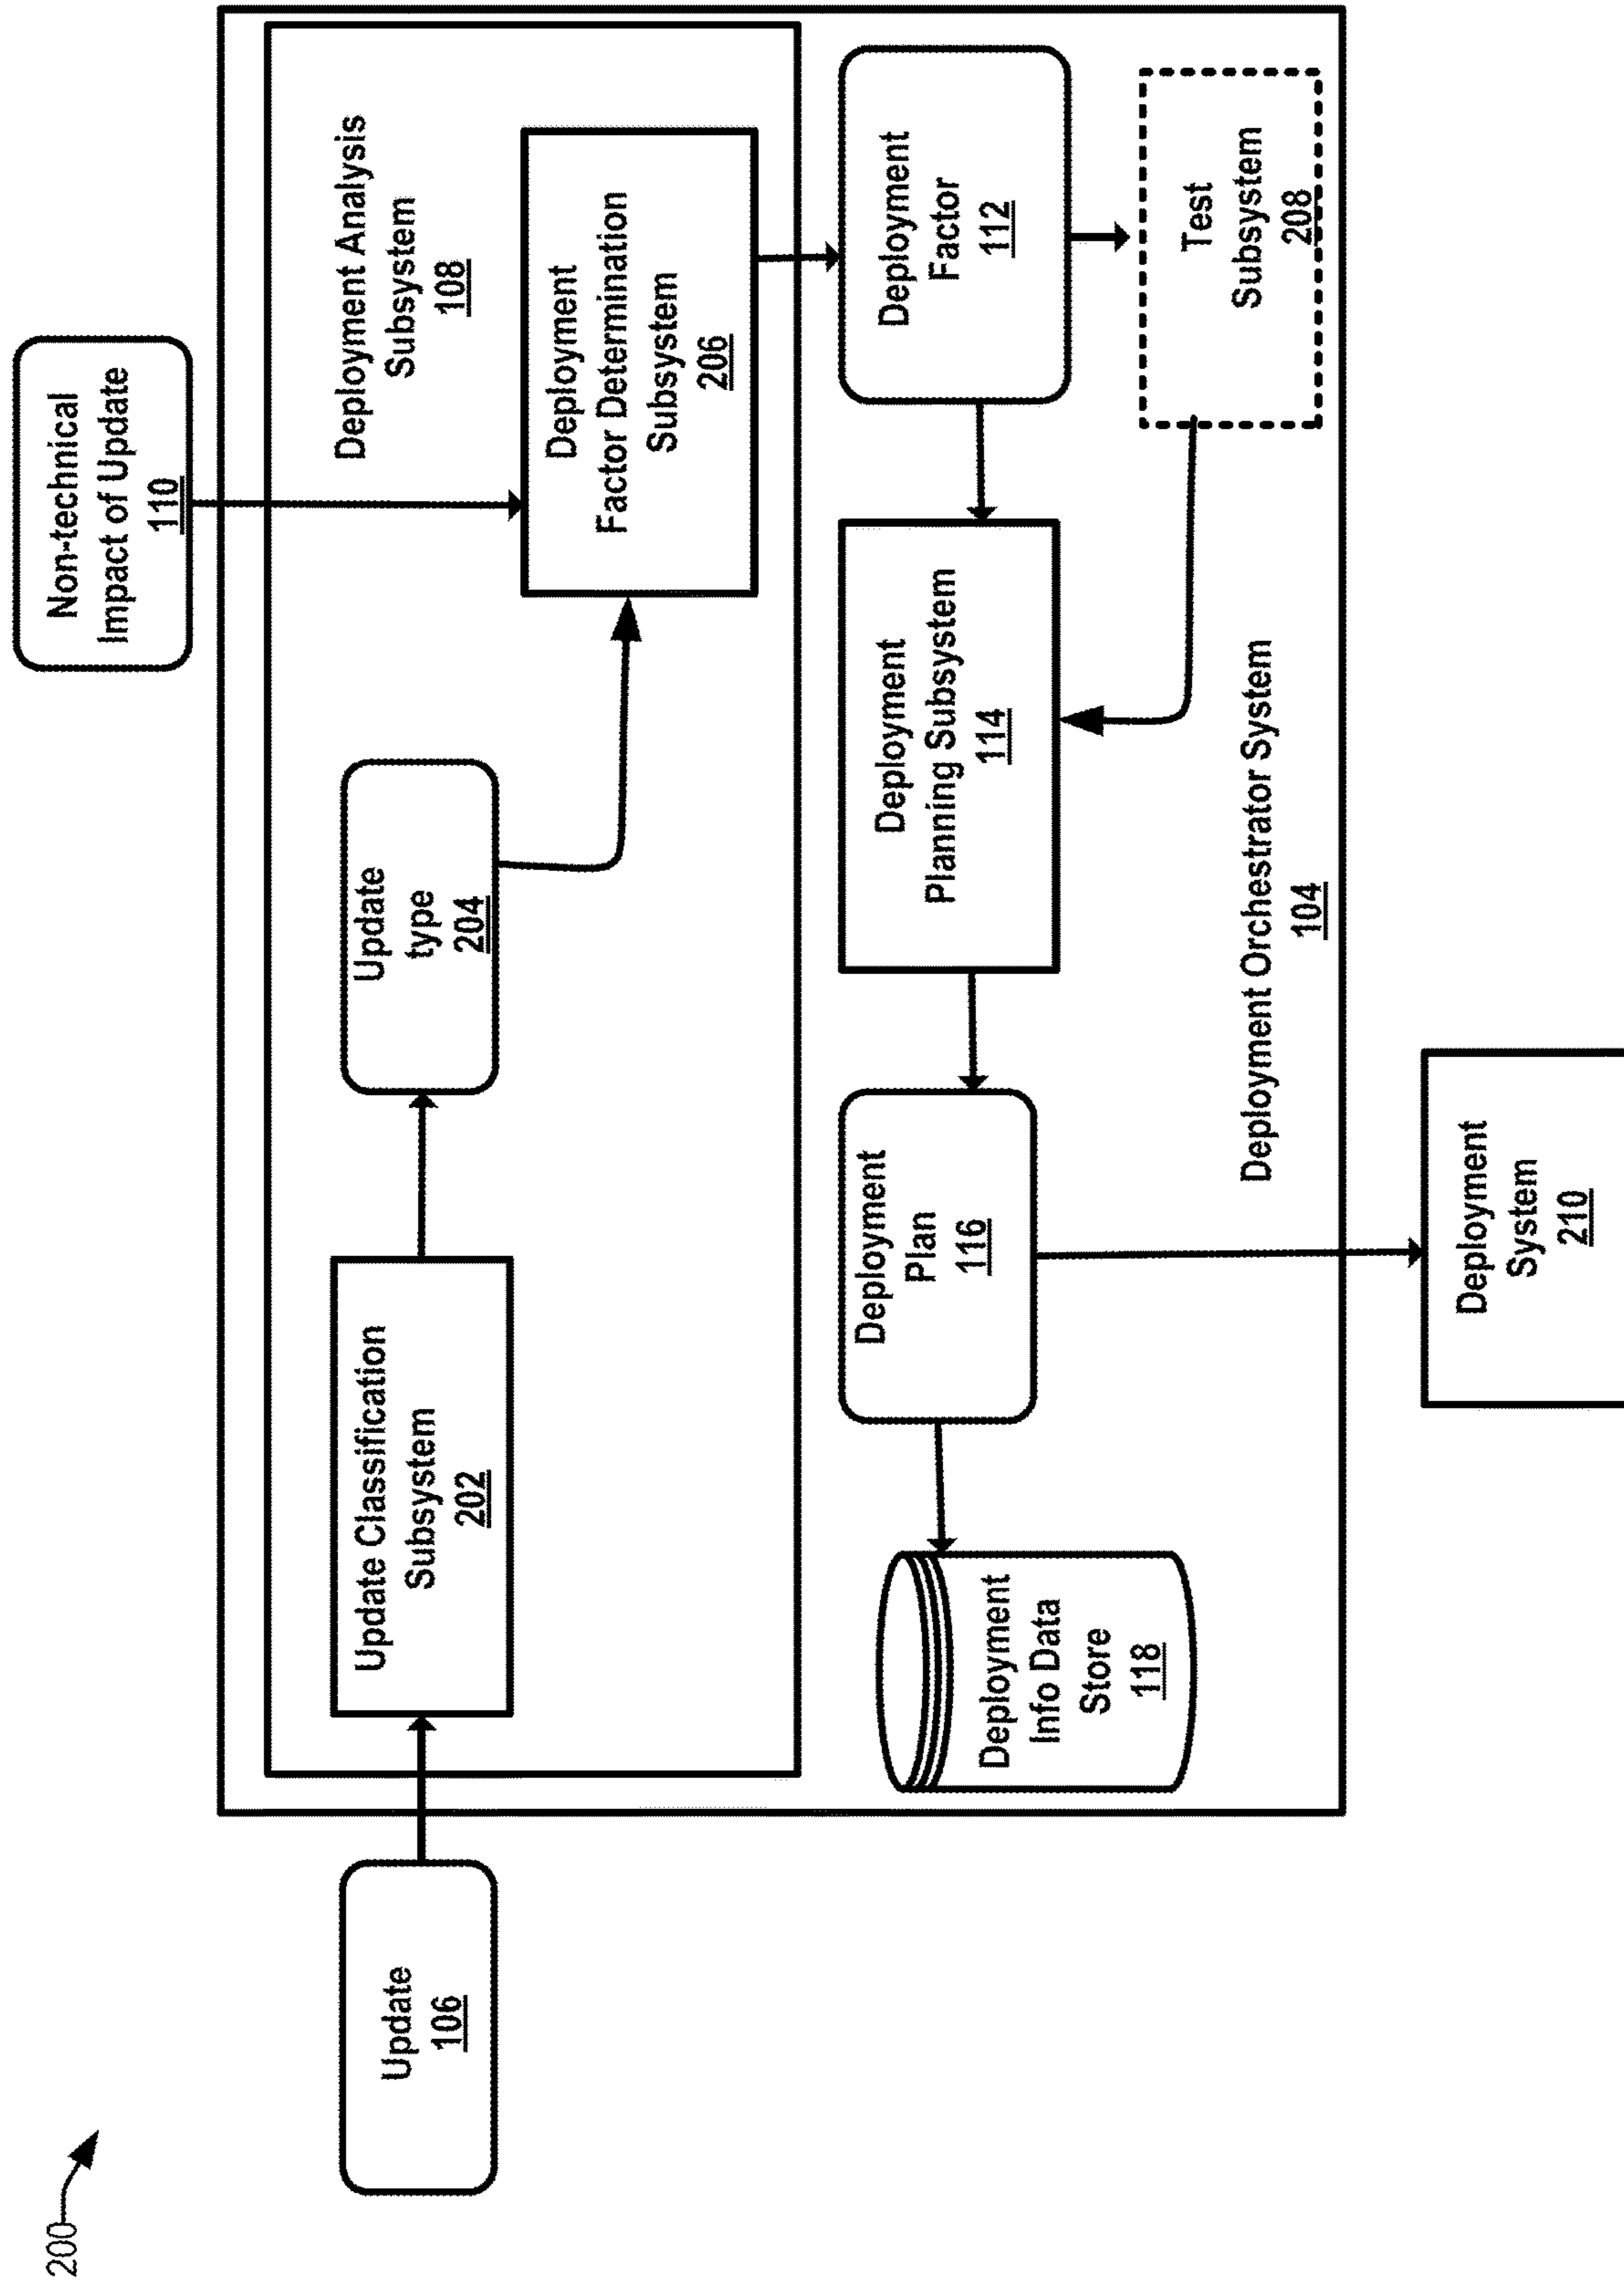 200
Non-technical
Impact of Update
110
Deployment Analysis
Subsystem
108
Update
106
Update Classification
Subsystem
202
Update
type
204
Deployment
Factor Determination
Subsystem
206
Deployment
Info Data
Store
118
Deployment
Plan
116
Deployment
Planning Subsystem
114
Deployment
Factor
112
Test
Subsystem
208
Deployment Orchestrator System
104
Deployment
System
210